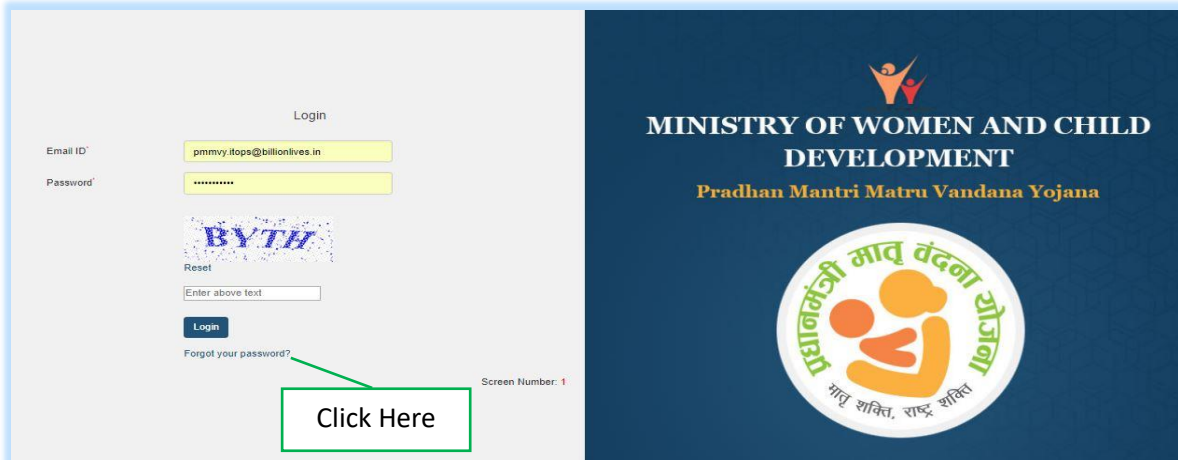 Login
Email ID*
pmmvy.itops@billionlives.in
Password*
•••••••••••
BYTH
Reset
Enter above text
Login
Forgot your password?
Screen Number: 1
Click Here
MINISTRY OF WOMEN AND CHILD
DEVELOPMENT
Pradhan Mantri Matru Vandana Yojana
प्रधानमंत्री मातृ वंदना योजना
मातृ शक्ति, राष्ट्र शक्ति